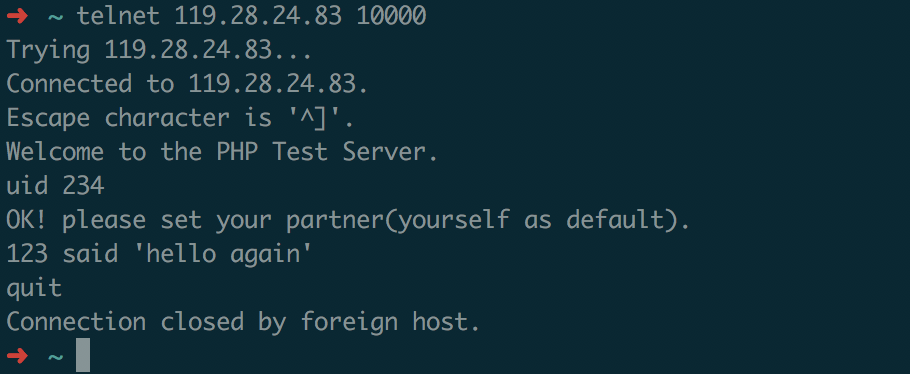 ➜ ~ telnet 119.28.24.83 10000
Trying 119.28.24.83...
Connected to 119.28.24.83.
Escape character is '^]'.
Welcome to the PHP Test Server.
uid 234
OK! please set your partner(yourself as default).
123 said 'hello again'
quit
Connection closed by foreign host.
➜ ~